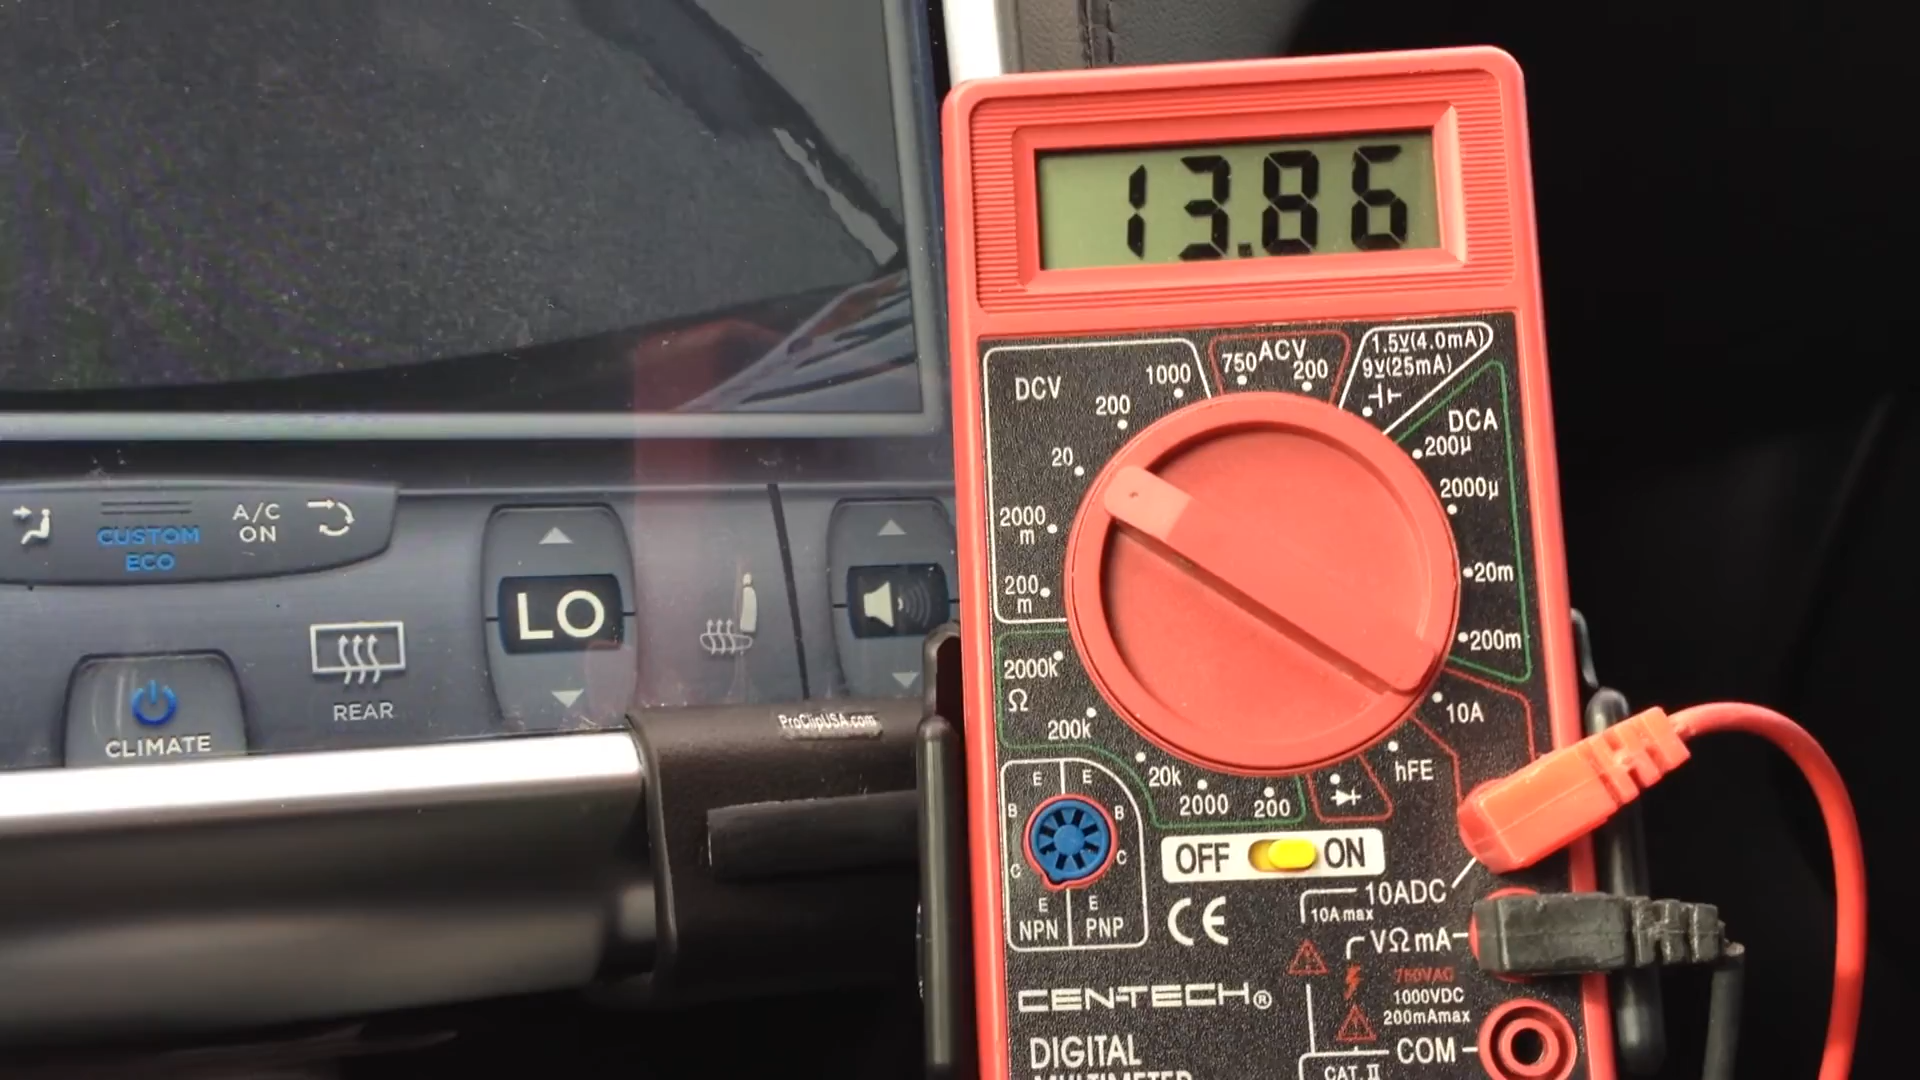 13.86
DCV
1000
200
20
2000
m
200
m
ACV
750
200
1.5V(4.0mA)
9V(25mA)
DCA
200µ
2000µ
20m
200m
10A
hFE
2000k
Ω
200k
20k
2000
200
OFF ON
E E
B B
C C
E E
NPN PNP
CE
10ADC
10A max
VΩmA
750VAC
1000VDC
200mAmax
COM
CAT. II
CEN-TECH®
DIGITAL
MULTIMETER
CUSTOM
ECO
A/C
ON
LO
REAR
CLIMATE
ProClipUSA.com